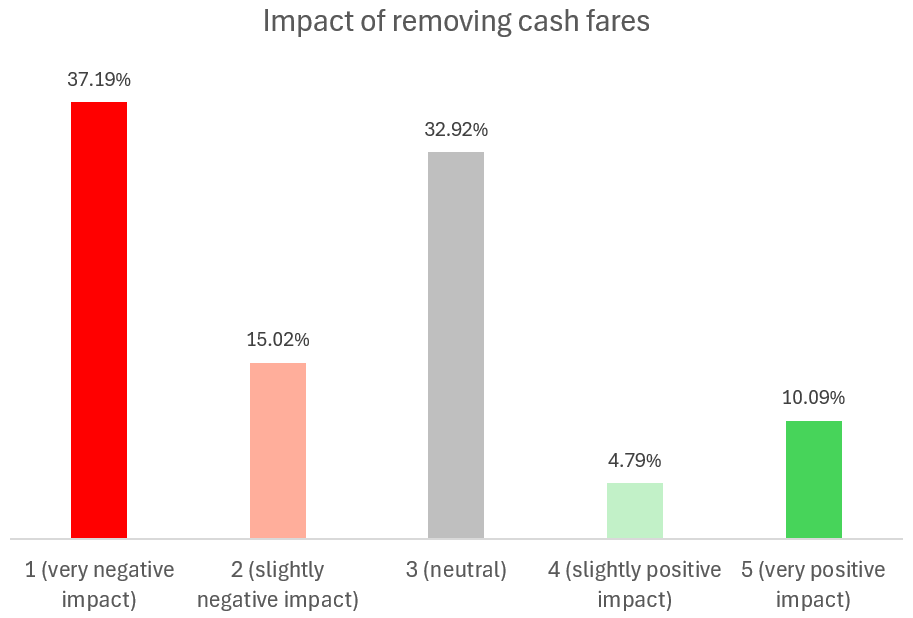 Impact of removing cash fares
37.19%
32.92%
15.02%
10.09%
4.79%
1 (very negative
impact)
2 (slightly
negative impact)
3 (neutral)
4 (slightly positive
impact)
5 (very positive
impact)